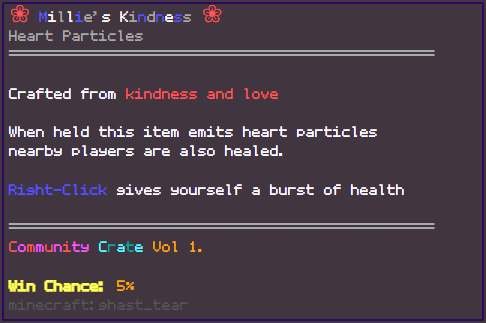 ❀ Millie's Kindness ❀
Heart Particles
Crafted from kindness and love
When held this item emits heart particles
nearby players are also healed.
Right-Click gives yourself a burst of health
Community Crate Vol 1.
Win Chance: 5%
minecraft:ghast_tear